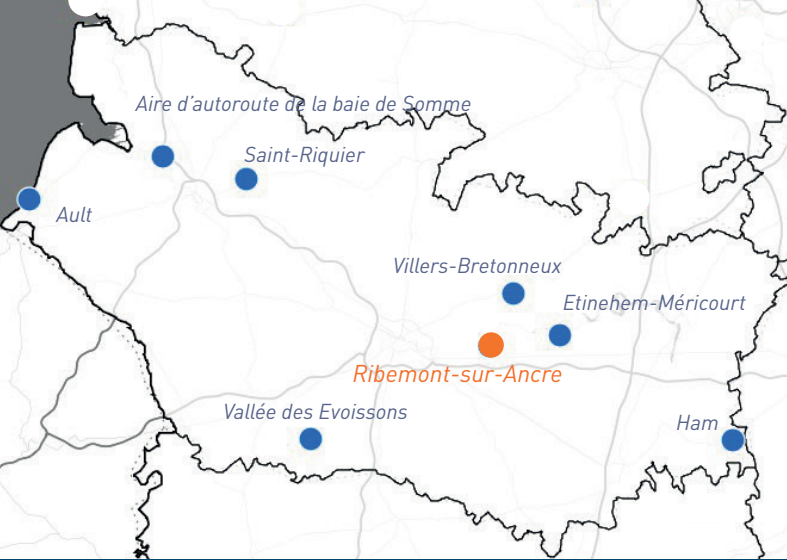 Aire d'autoroute de la baie de Somme
Saint-Riquier
Ault
Villers-Bretonneux
Etinehem-Méricourt
Ribemont-sur-Ancre
Vallée des Evoissons
Ham